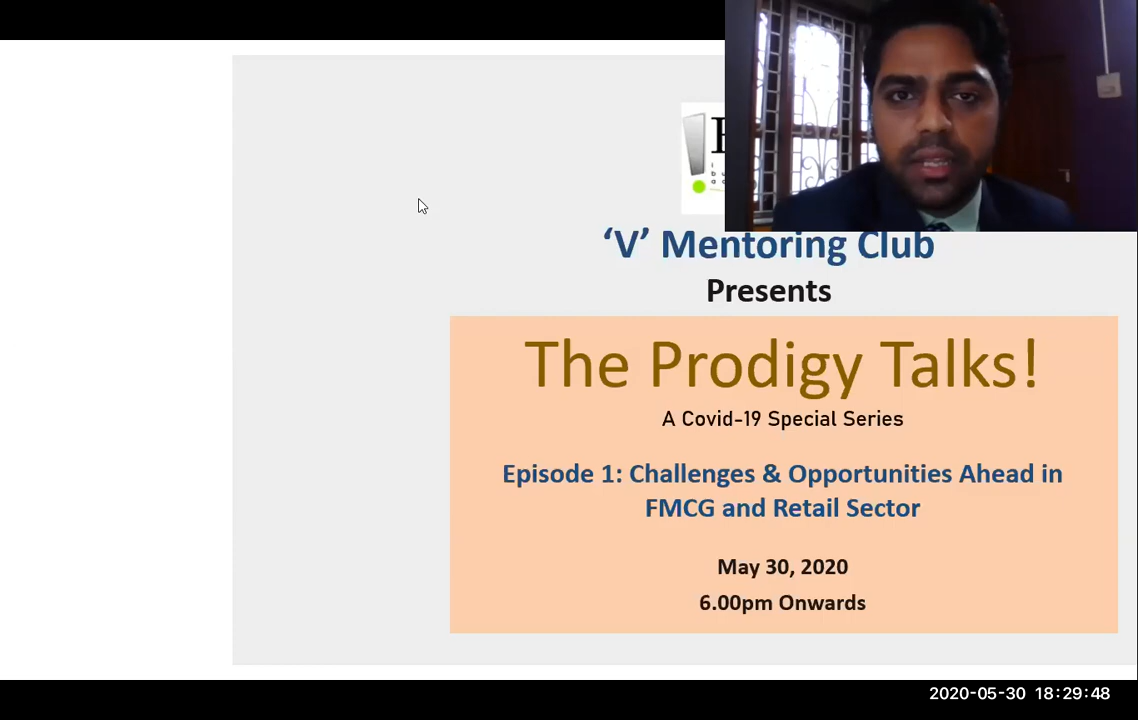 ‘V’ Mentoring Club
Presents
The Prodigy Talks!
A Covid-19 Special Series
Episode 1: Challenges & Opportunities Ahead in
FMCG and Retail Sector
May 30, 2020
6.00pm Onwards
2020-05-30 18:29:48